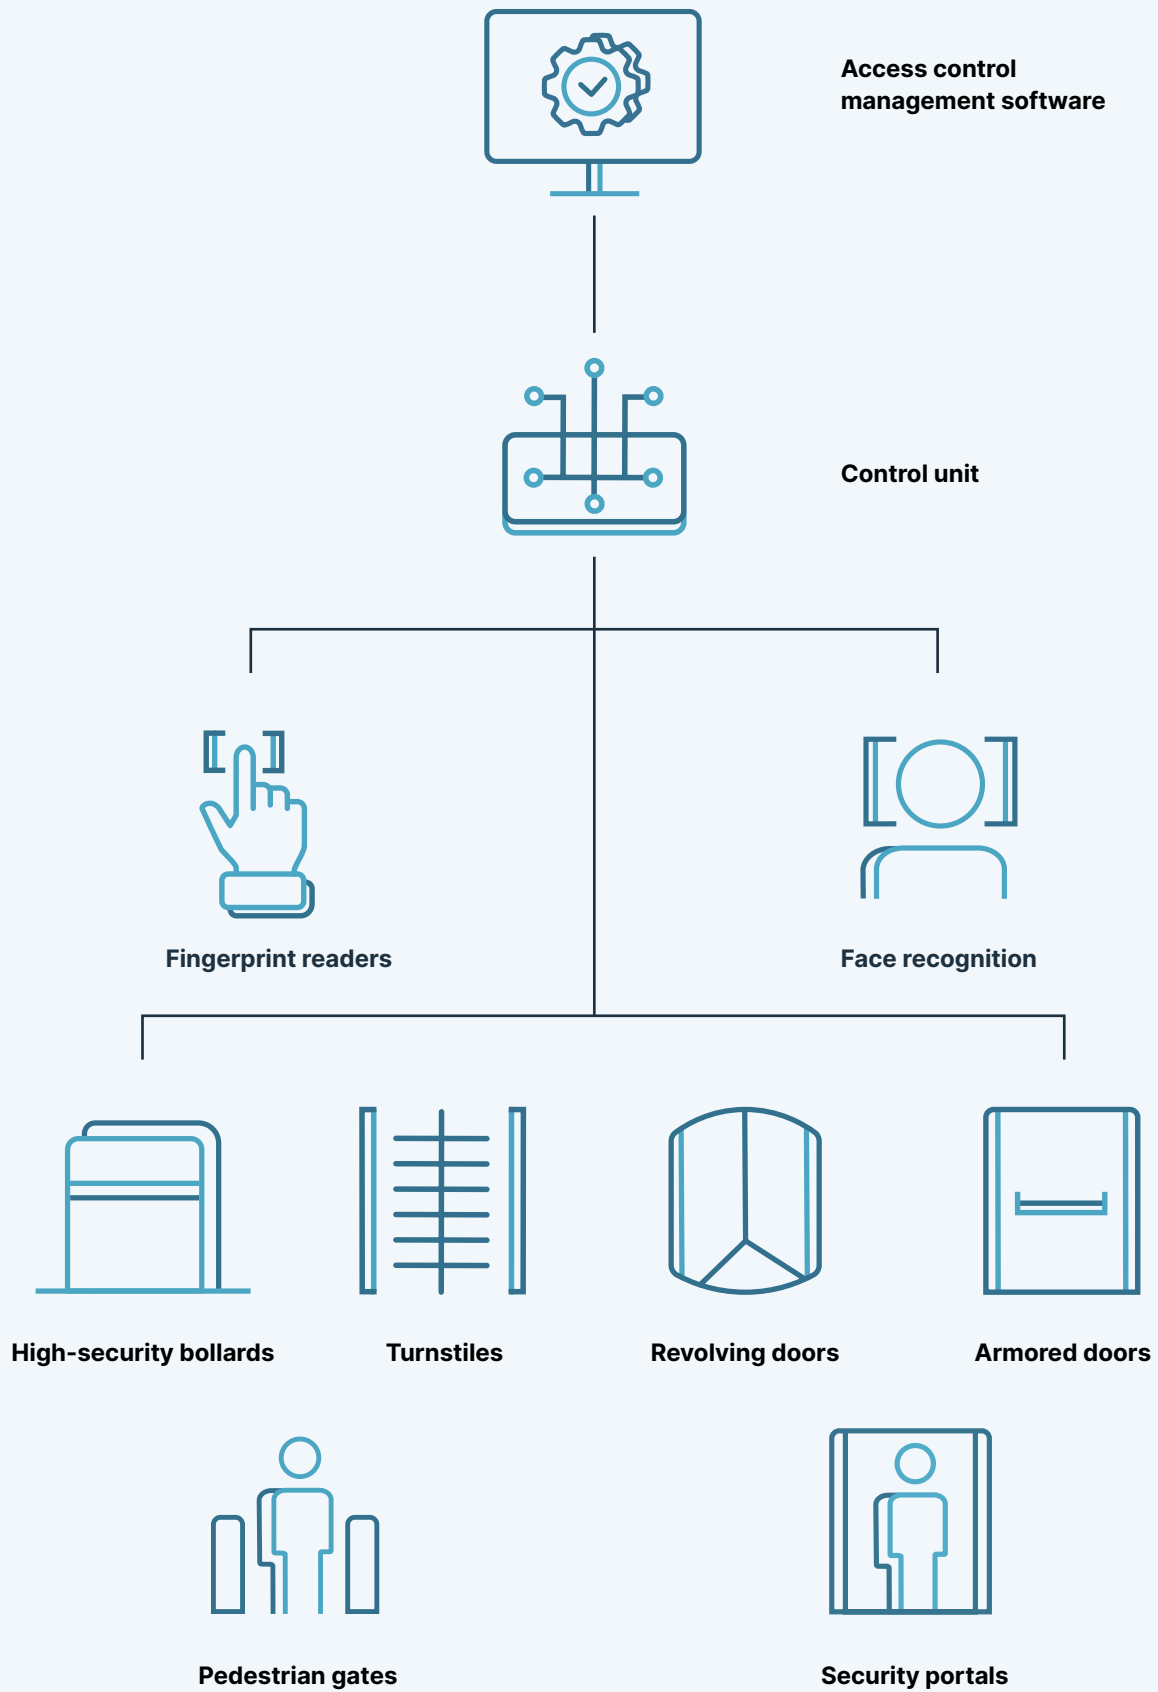 Access control
management software
Control unit
Fingerprint readers
Face recognition
High-security bollards
Turnstiles
Revolving doors
Armored doors
Pedestrian gates
Security portals